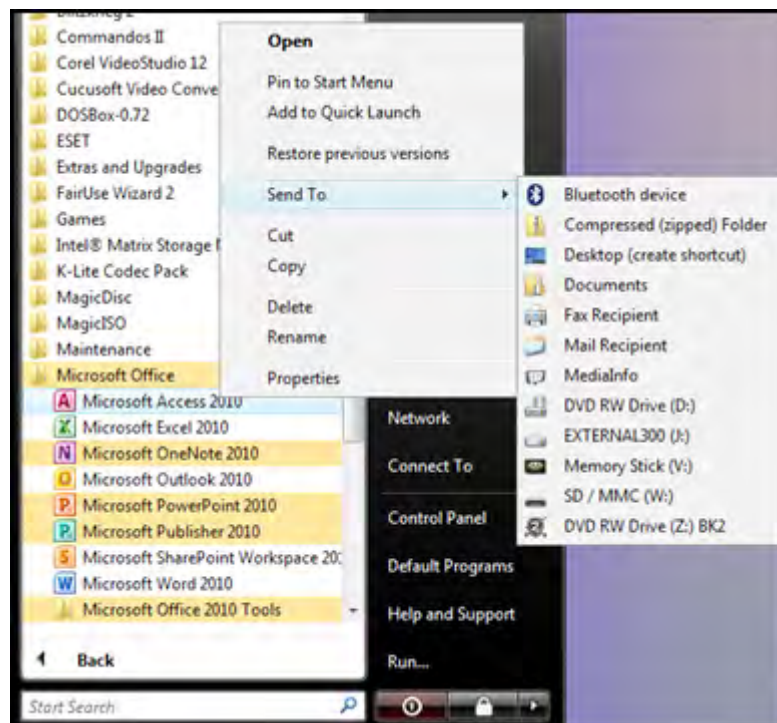 Commandos II
Corel VideoStudio 12
Cucusoft Video Conve
DOSBox-0.72
ESET
Extras and Upgrades
FairUse Wizard 2
Games
Intel® Matrix Storage
K-Lite Codec Pack
MagicDisc
MagicISO
Maintenance
Microsoft Office
Microsoft Access 2010
Microsoft Excel 2010
Microsoft OneNote 2010
Microsoft Outlook 2010
Microsoft PowerPoint 2010
Microsoft Publisher 2010
Microsoft SharePoint Workspace 20
Microsoft Word 2010
Microsoft Office 2010 Tools
Back
Start Search
Open
Pin to Start Menu
Add to Quick Launch
Restore previous versions
Send To
Cut
Copy
Delete
Rename
Properties
Bluetooth device
Compressed (zipped) Folder
Desktop (create shortcut)
Documents
Fax Recipient
Mail Recipient
MediaInfo
DVD RW Drive (D:)
EXTERNAL300 (J:)
Memory Stick (V:)
SD / MMC (W:)
DVD RW Drive (Z:) BK2
Network
Connect To
Control Panel
Default Programs
Help and Support
Run...